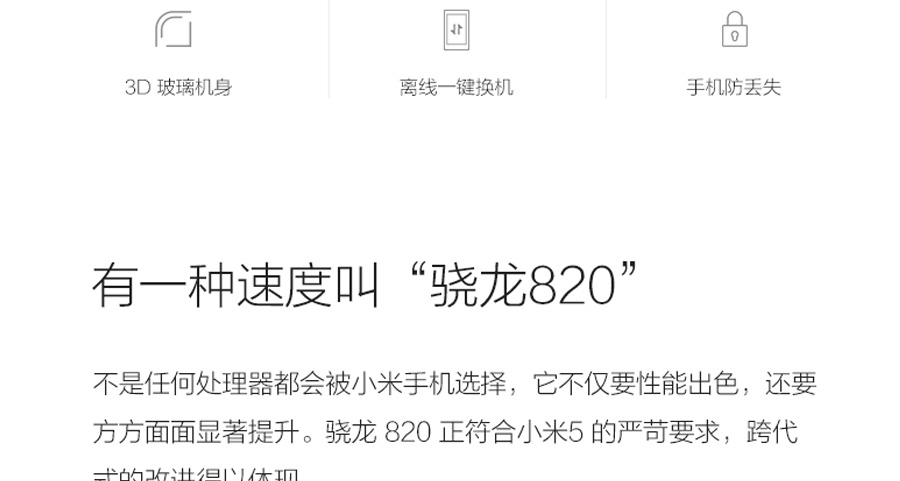 3D 玻璃机身
离线一键换机
手机防丢失
有一种速度叫“骁龙820”
不是任何处理器都会被小米手机选择，它不仅要性能出色，还要
方方面面显著提升。骁龙 820 正符合小米5 的严苛要求，跨代
式的改进得以体现